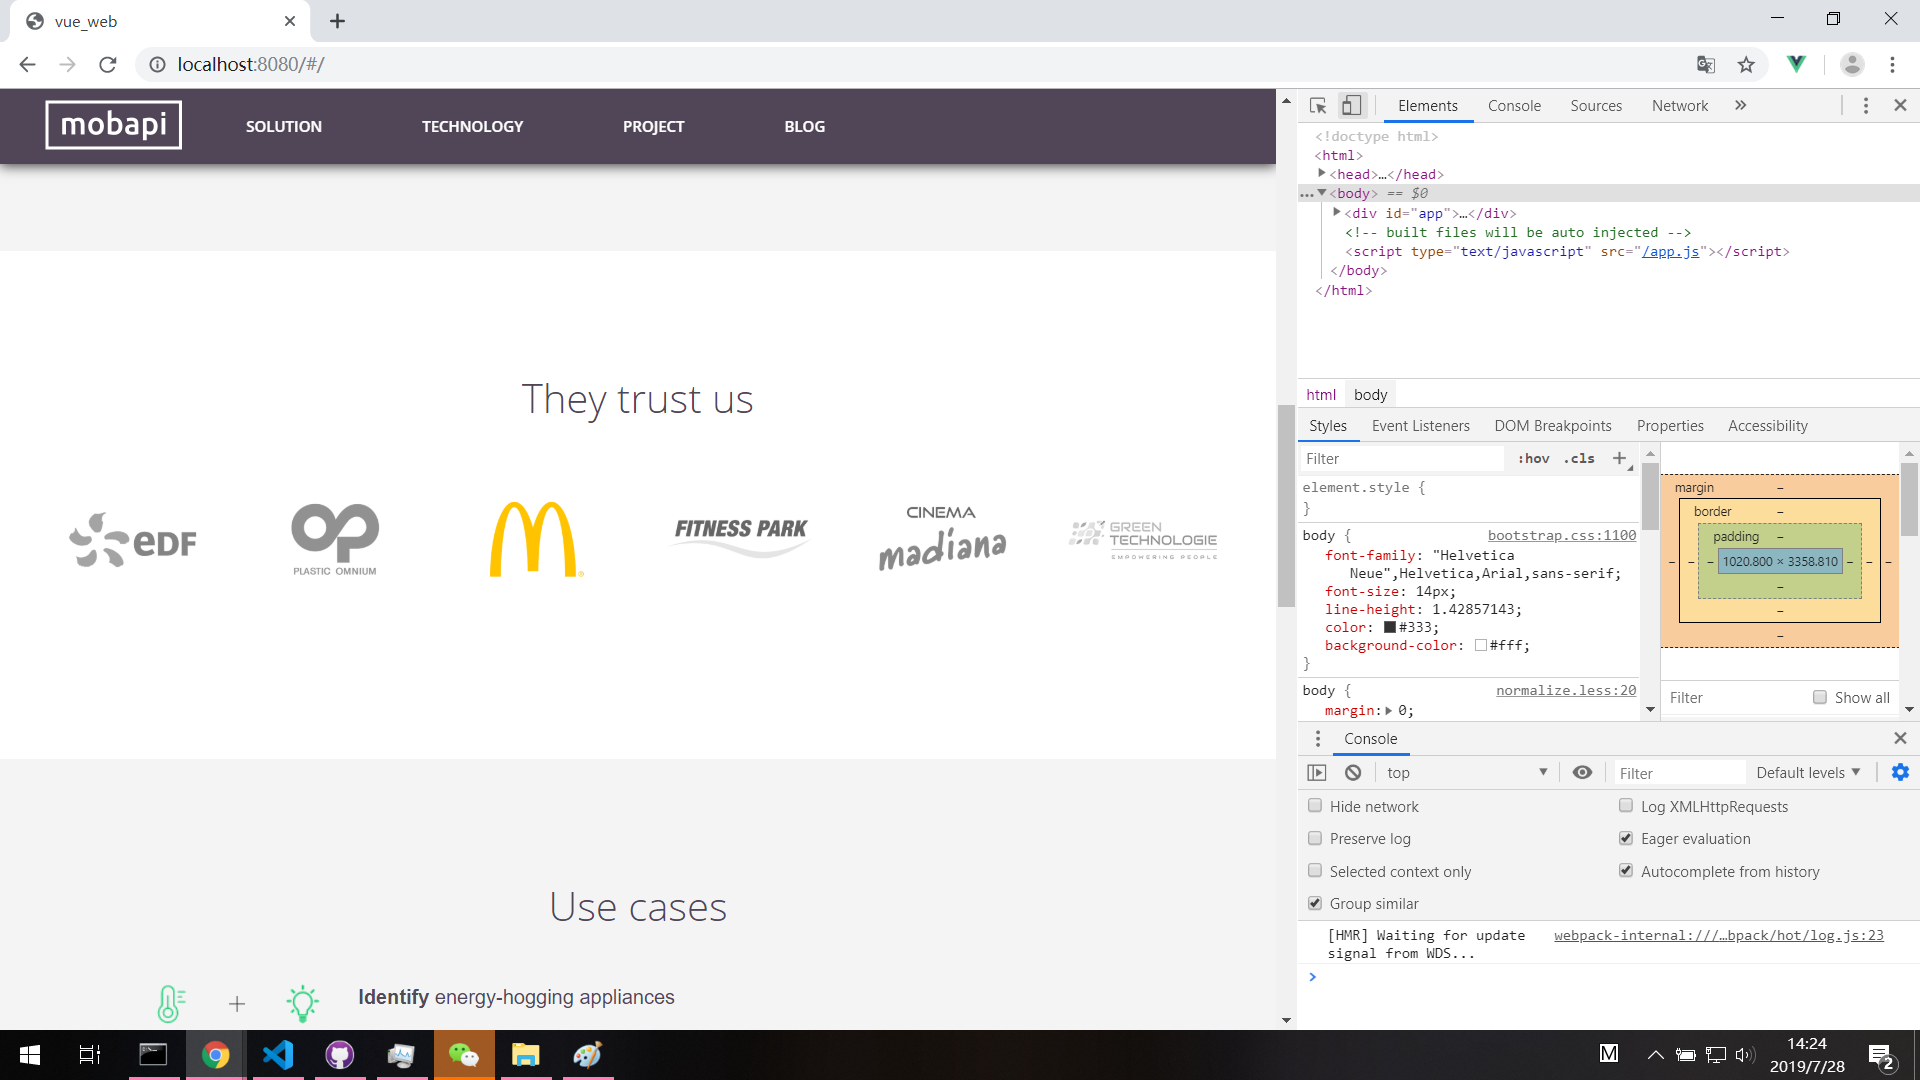 vue_web
localhost:8080/#/
mobapi
SOLUTION
TECHNOLOGY
PROJECT
BLOG
They trust us
eDF
OP
PLASTIC OMNIUM
M
®
FITNESS PARK
CINEMA
madiana
GREEN
TECHNOLOGIE
EMPOWERING PEOPLE
Use cases
+
Identify energy-hogging appliances
Elements
Console
Sources
Network
»
<!doctype html>
<html>
<head>…</head>
…<body> == $0
<div id="app">…</div>
<!-- built files will be auto injected -->
<script type="text/javascript" src="/app.js"></script>
</body>
</html>
html
body
Styles
Event Listeners
DOM Breakpoints
Properties
Accessibility
Filter
:hov
.cls
+
element.style {
}
body {
bootstrap.css:1100
font-family: "Helvetica
Neue",Helvetica,Arial,sans-serif;
font-size: 14px;
line-height: 1.42857143;
color: #333;
background-color: #fff;
}
body {
normalize.less:20
margin: 0;
margin
–
border
–
padding
–
– – – 1020.800 × 3358.810 – – –
–
–
–
Filter
Show all
Console
top
Filter
Default levels
Hide network
Log XMLHttpRequests
Preserve log
Eager evaluation
Selected context only
Autocomplete from history
Group similar
[HMR] Waiting for update
signal from WDS...
webpack-internal:///…bpack/hot/log.js:23
>
M
14:24
2019/7/28
2